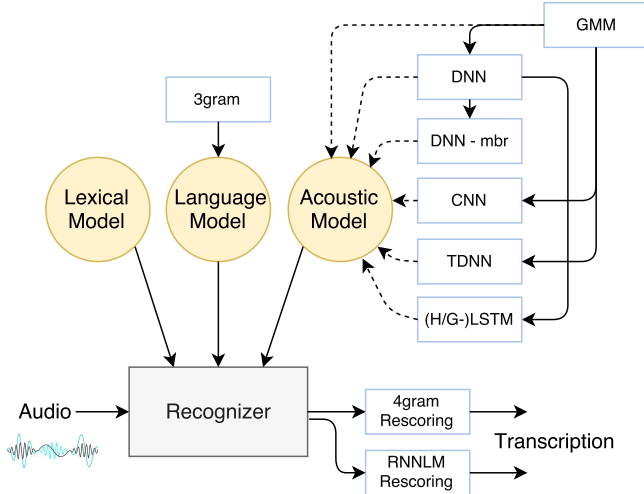 GMM
DNN
3gram
DNN - mbr
Lexical
Model
Language
Model
Acoustic
Model
CNN
TDNN
(H/G-)LSTM
Audio
Recognizer
4gram
Rescoring
Transcription
RNNLM
Rescoring